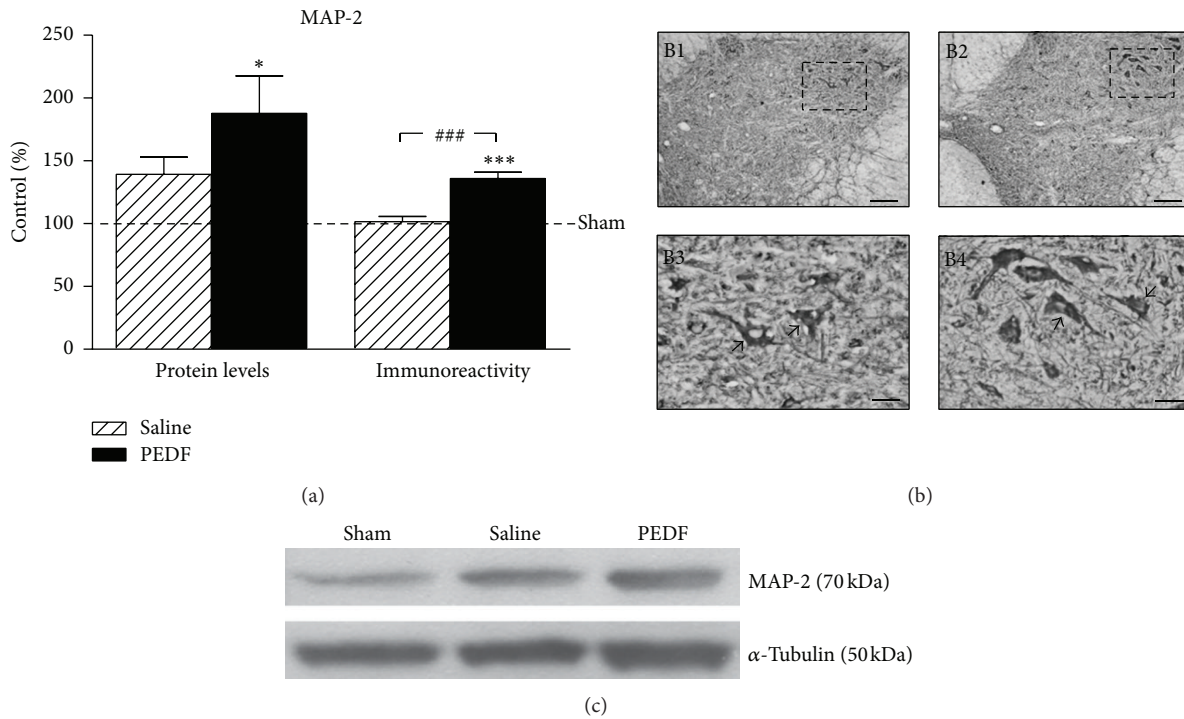 MAP-2
250
200
150
100
50
0
Control (%)
*
###
***
Sham
Protein levels
Immunoreactivity
Saline
PEDF
(a)
B1
B2
B3
B4
(b)
Sham Saline PEDF
MAP-2 (70 kDa)
α-Tubulin (50 kDa)
(c)